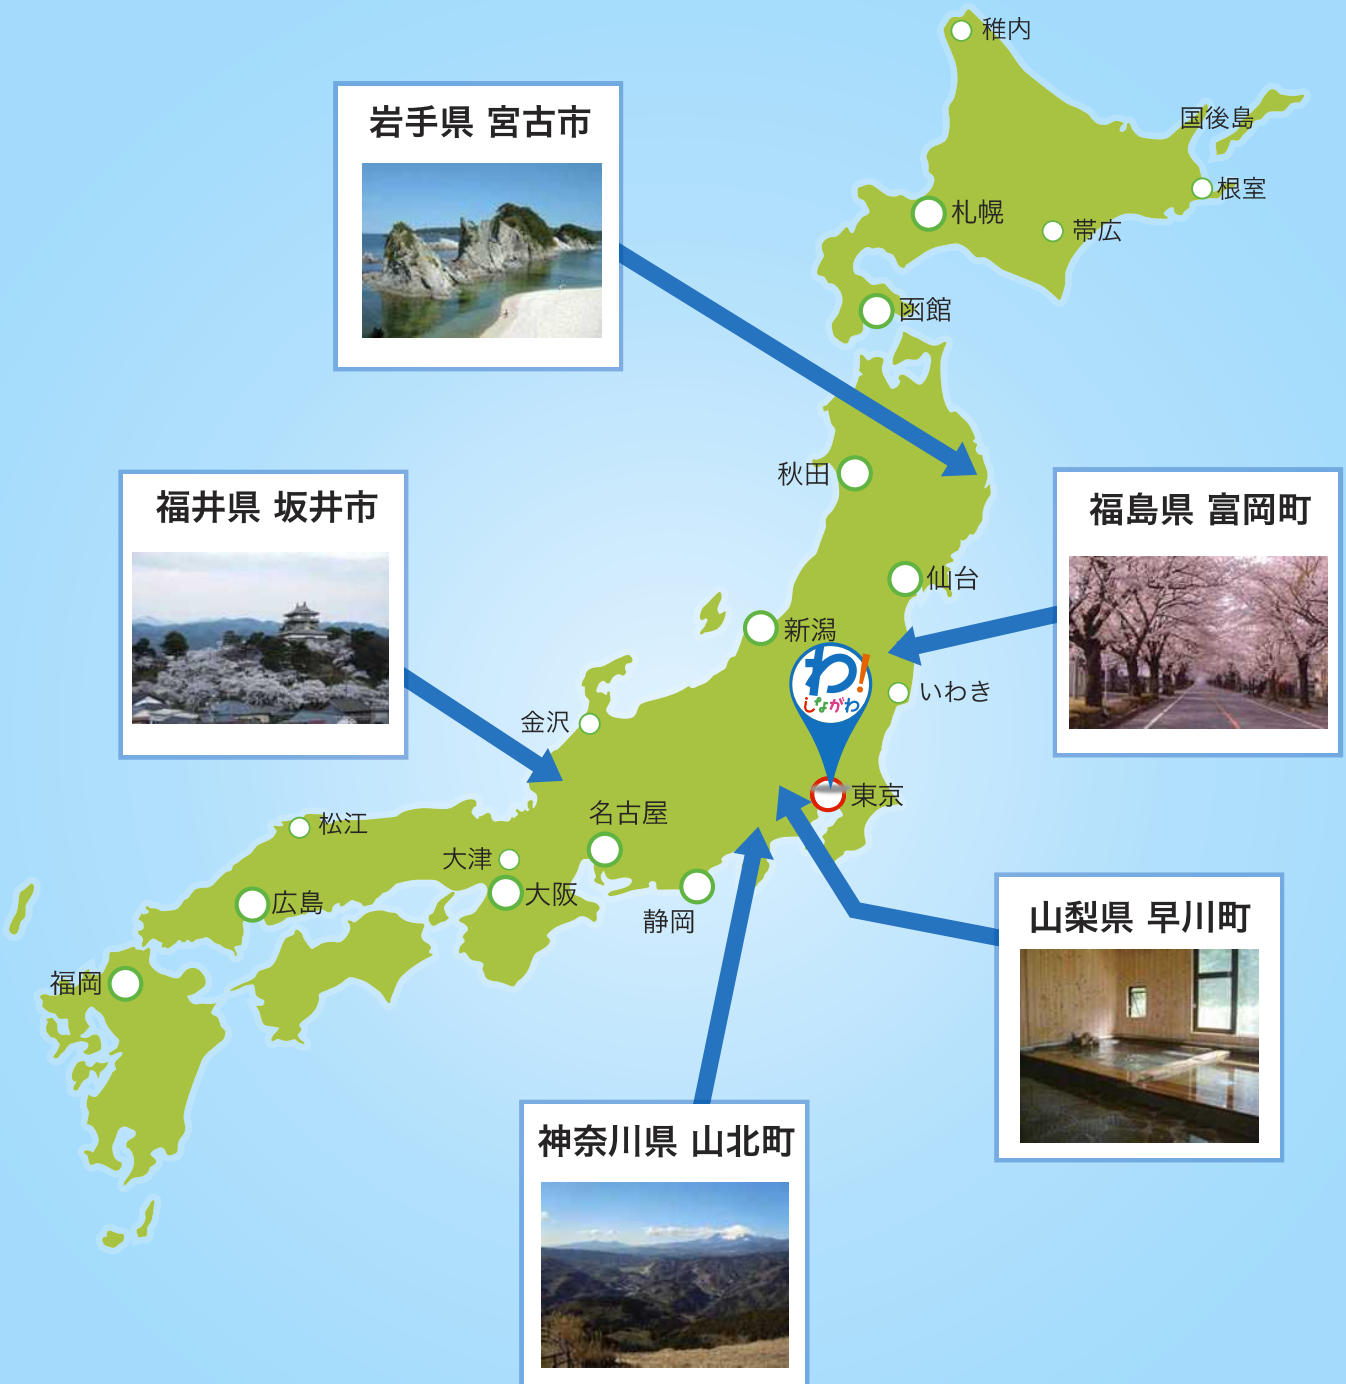 稚内
国後島
根室
札幌
帯広
函館
岩手県 宮古市
秋田
福井県 坂井市
福島県 富岡町
仙台
新潟
わ!
しながわ
いわき
金沢
東京
名古屋
松江
大津
大阪
広島
静岡
山梨県 早川町
福岡
神奈川県 山北町